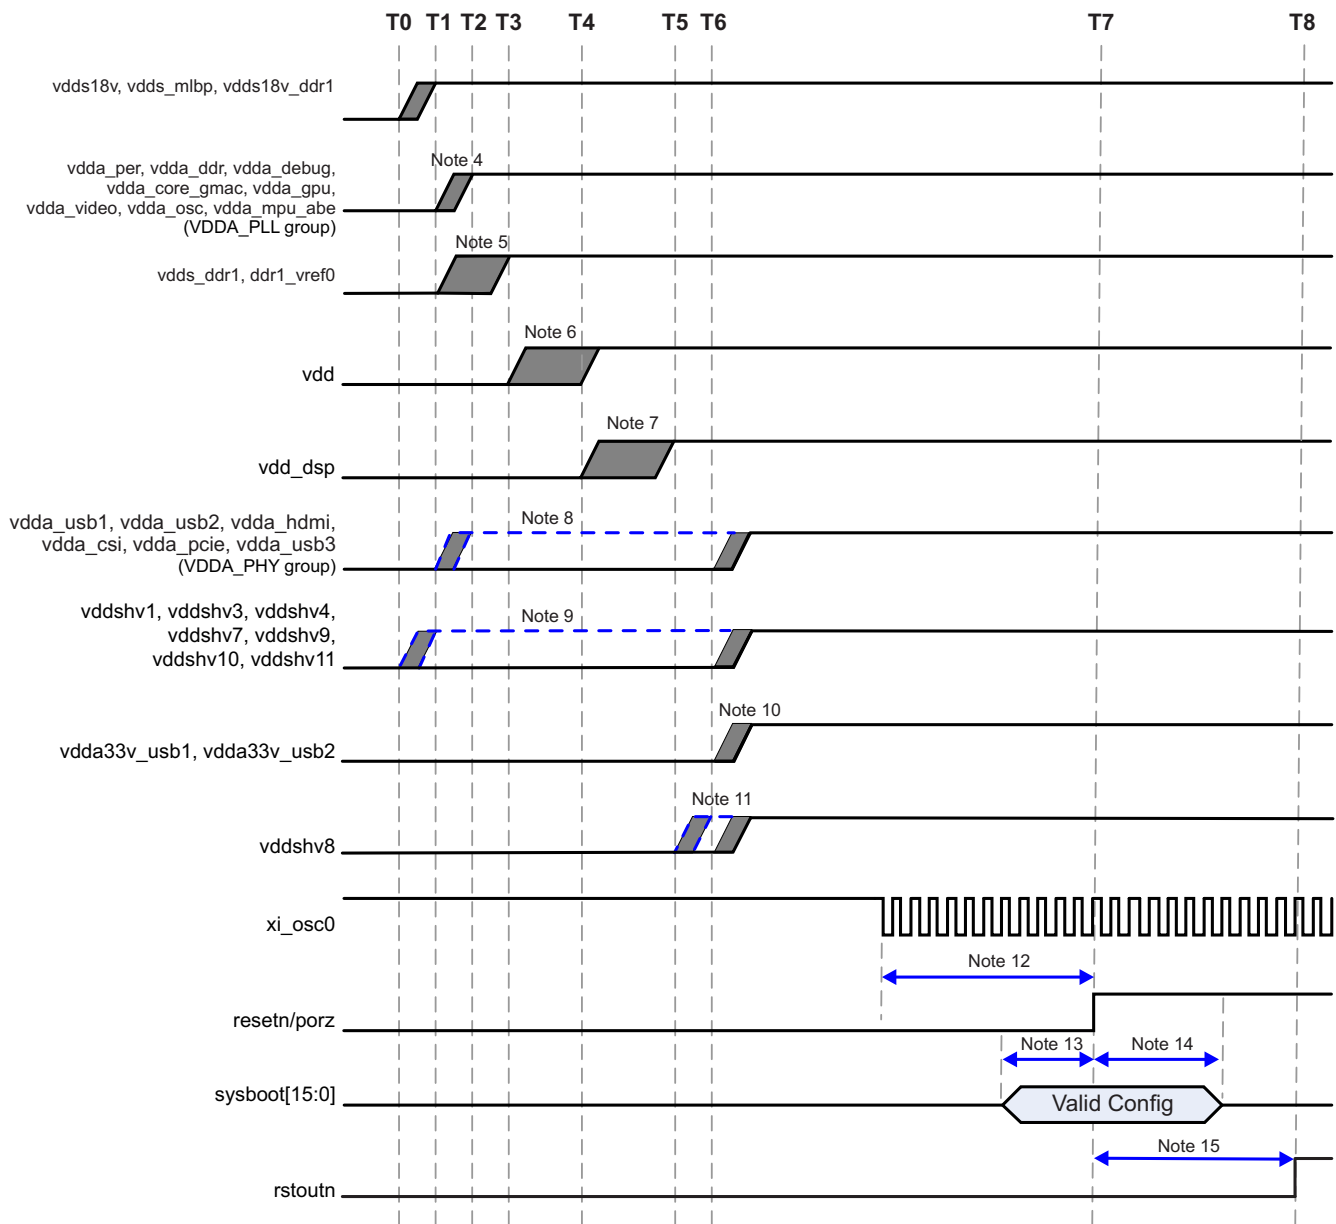 T0 T1 T2 T3 T4 T5 T6 T7 T8
vdds18v, vdds_mlbp, vdds18v_ddr1
Note 4
vdda_per, vdda_ddr, vdda_debug,
vdda_core_gmac, vdda_gpu,
vdda_video, vdda_osc, vdda_mpu_abe
(VDDA_PLL group)
Note 5
vdds_ddr1, ddr1_vref0
Note 6
vdd
Note 7
vdd_dsp
Note 8
vdda_usb1, vdda_usb2, vdda_hdmi,
vdda_csi, vdda_pcie, vdda_usb3
(VDDA_PHY group)
Note 9
vddshv1, vddshv3, vddshv4,
vddshv7, vddshv9,
vddshv10, vddshv11
Note 10
vdda33v_usb1, vdda33v_usb2
Note 11
vddshv8
xi_osc0
Note 12
resetn/porz
Note 13 Note 14
sysboot[15:0]
Valid Config
Note 15
rstoutn